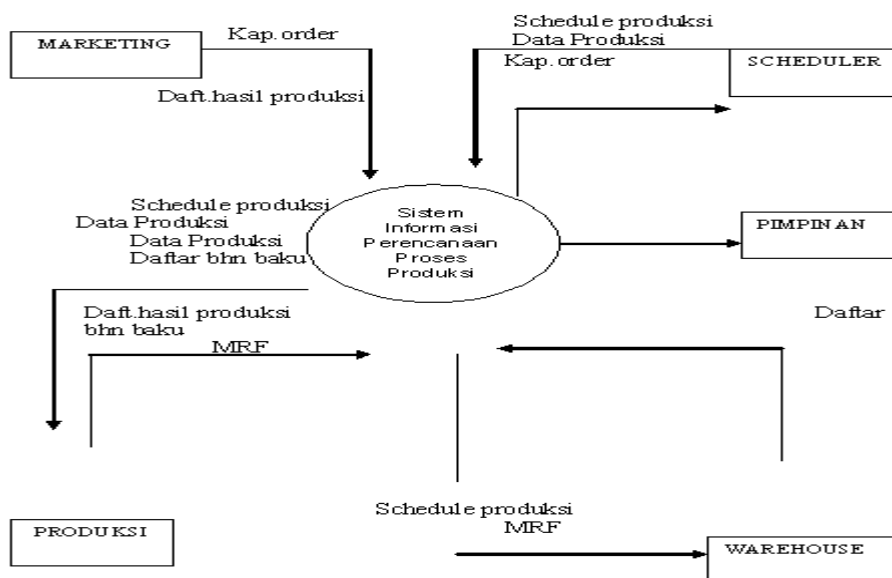 Schedule produksi
MARKETING
Kap.order
Data Produksi
Kap.order
SCHEDULER
Daft.hasil produksi
Schedule produksi
Data Produksi
Data Produksi
Daftar bhn baku
Sistem
Informasi
Perencanaan
Proses
Produksi
PIMPINAN
Daft.hasil produksi
bhn baku
MRF
Daftar
Schedule produksi
MRF
PRODUKSI
WAREHOUSE